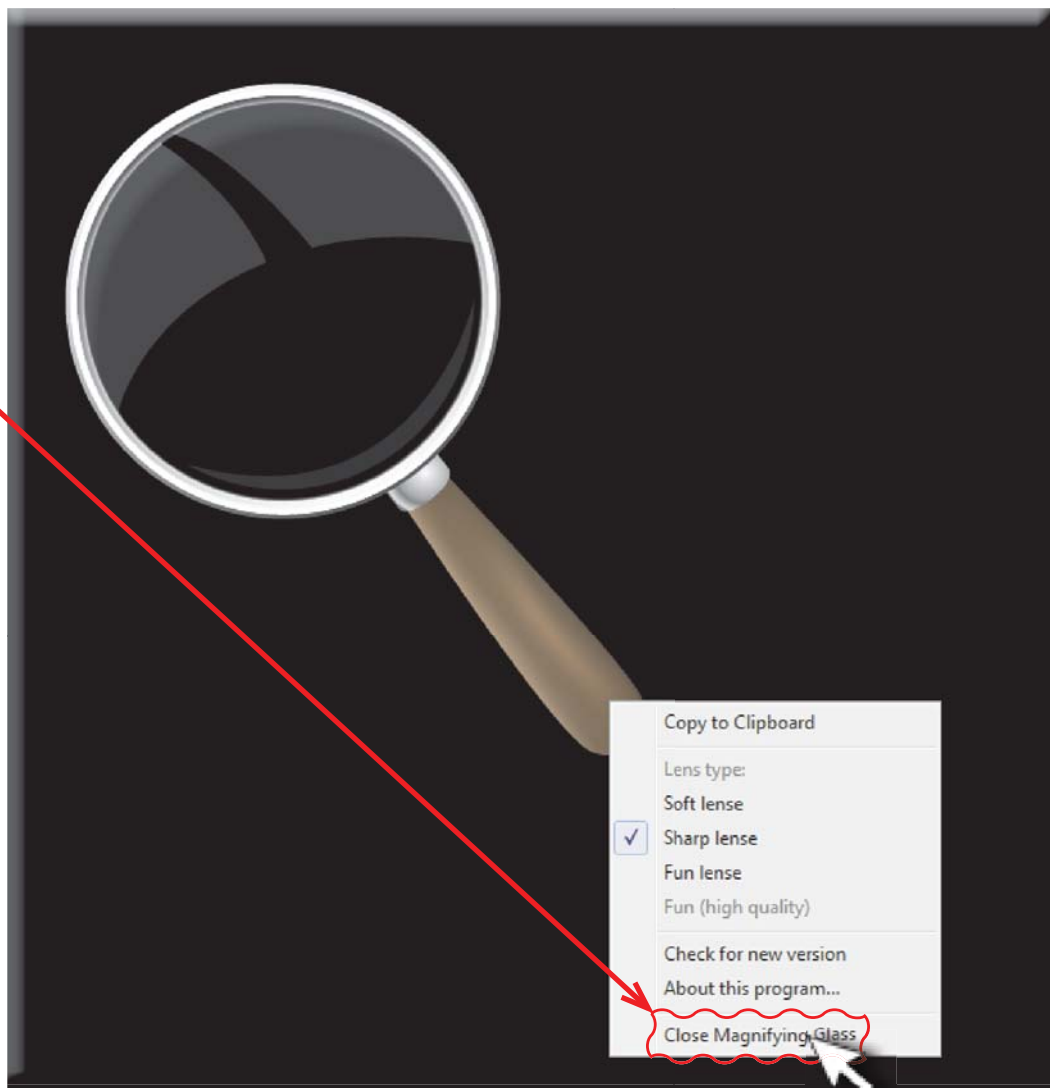 Copy to Clipboard
Lens type:
Soft lense
Sharp lense
Fun lense
Fun (high quality)
Check for new version
About this program...
Close Magnifying Glass